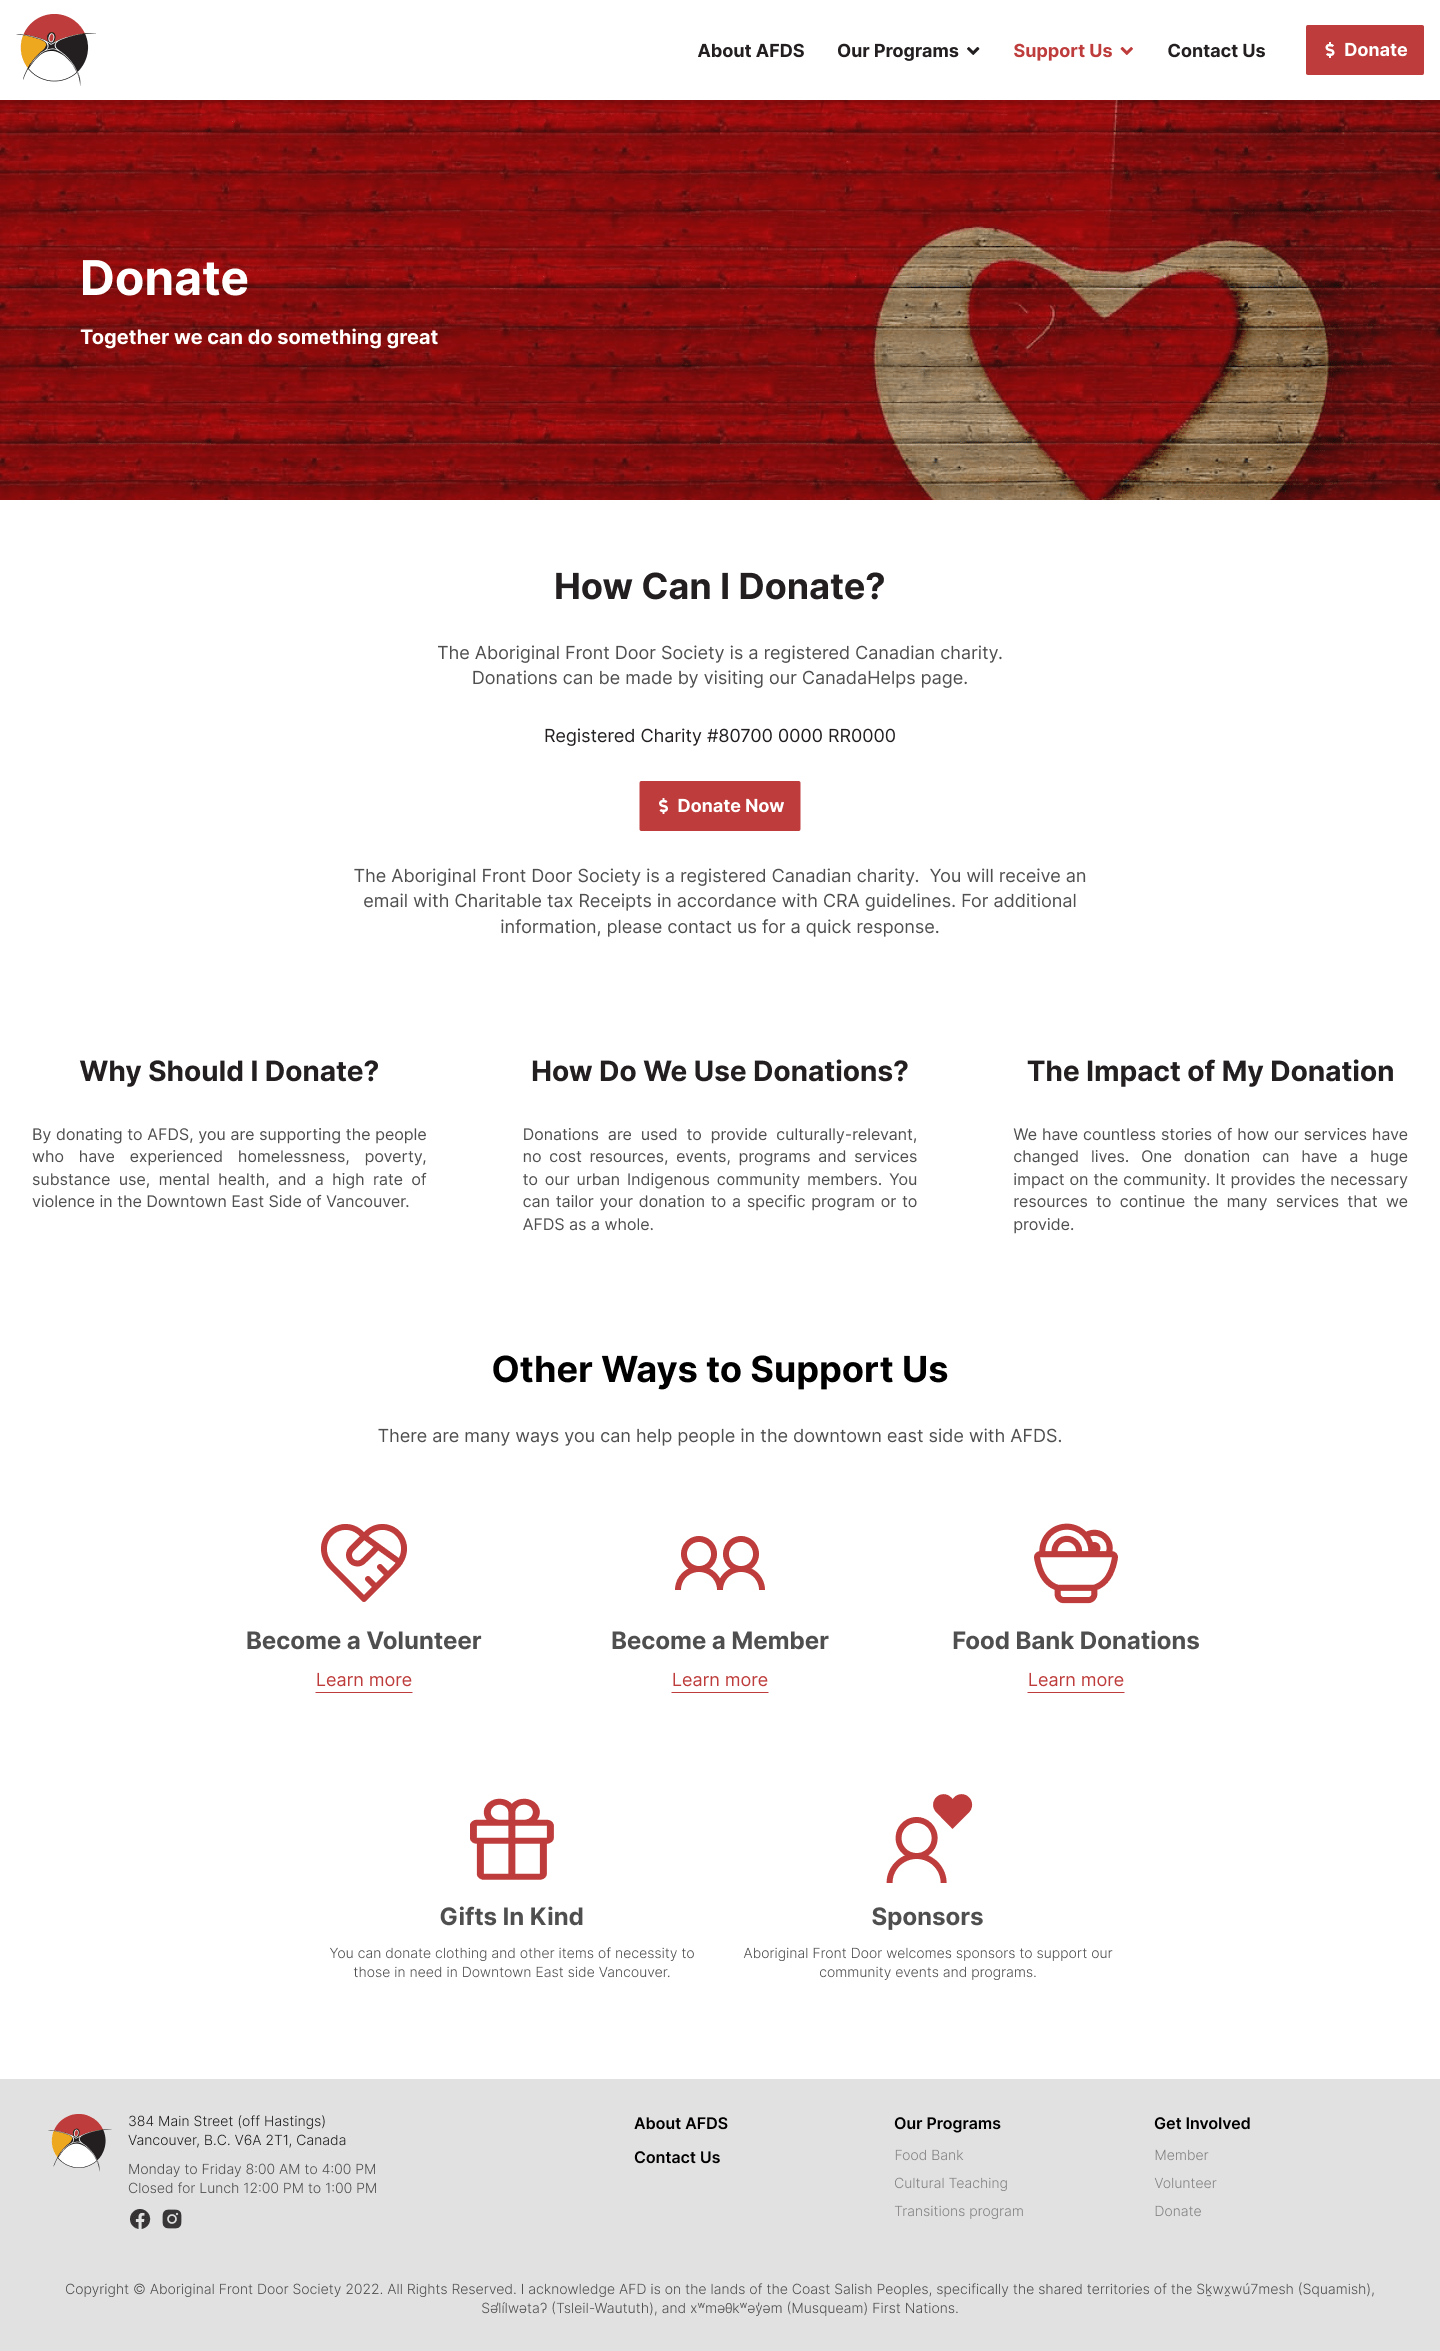 About AFDS
Our Programs
Support Us
Contact Us
$ Donate
Donate
Together we can do something great
How Can I Donate?
The Aboriginal Front Door Society is a registered Canadian charity.
Donations can be made by visiting our CanadaHelps page.
Registered Charity #80700 0000 RR0000
$ Donate Now
The Aboriginal Front Door Society is a registered Canadian charity.  You will receive an
email with Charitable tax Receipts in accordance with CRA guidelines. For additional
information, please contact us for a quick response.
Why Should I Donate?
By donating to AFDS, you are supporting the people
who have experienced homelessness, poverty,
substance use, mental health, and a high rate of
violence in the Downtown East Side of Vancouver.
How Do We Use Donations?
Donations are used to provide culturally-relevant,
no cost resources, events, programs and services
to our urban Indigenous community members. You
can tailor your donation to a specific program or to
AFDS as a whole.
The Impact of My Donation
We have countless stories of how our services have
changed lives. One donation can have a huge
impact on the community. It provides the necessary
resources to continue the many services that we
provide.
Other Ways to Support Us
There are many ways you can help people in the downtown east side with AFDS.
Become a Volunteer
Learn more
Become a Member
Learn more
Food Bank Donations
Learn more
Gifts In Kind
You can donate clothing and other items of necessity to
those in need in Downtown East side Vancouver.
Sponsors
Aboriginal Front Door welcomes sponsors to support our
community events and programs.
384 Main Street (off Hastings)
Vancouver, B.C. V6A 2T1, Canada
Monday to Friday 8:00 AM to 4:00 PM
Closed for Lunch 12:00 PM to 1:00 PM
About AFDS
Contact Us
Our Programs
Food Bank
Cultural Teaching
Transitions program
Get Involved
Member
Volunteer
Donate
Copyright © Aboriginal Front Door Society 2022. All Rights Reserved. I acknowledge AFD is on the lands of the Coast Salish Peoples, specifically the shared territories of the Sḵwx̱wú7mesh (Squamish),
Səl̓ílwətaʔ (Tsleil-Waututh), and xʷməθkʷəy̓əm (Musqueam) First Nations.